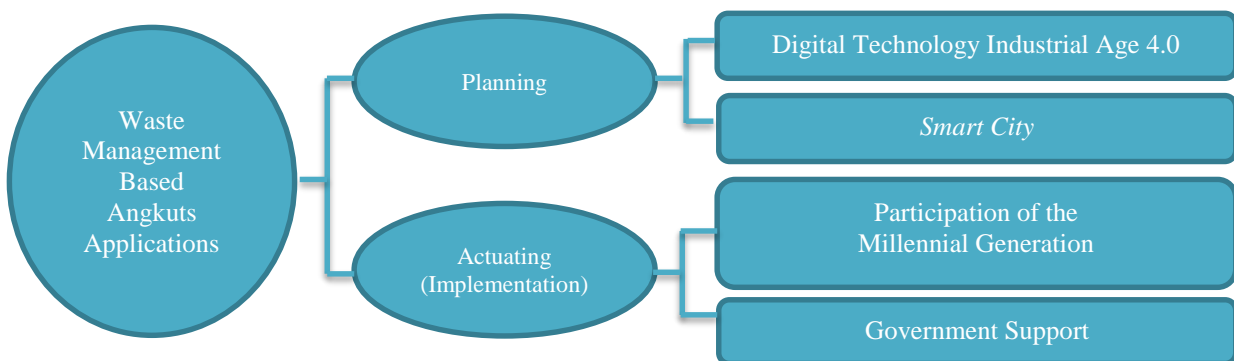 Waste
Management
Based
Angkuts
Applications
Planning
Digital Technology Industrial Age 4.0
Smart City
Actuating
(Implementation)
Participation of the
Millennial Generation
Government Support